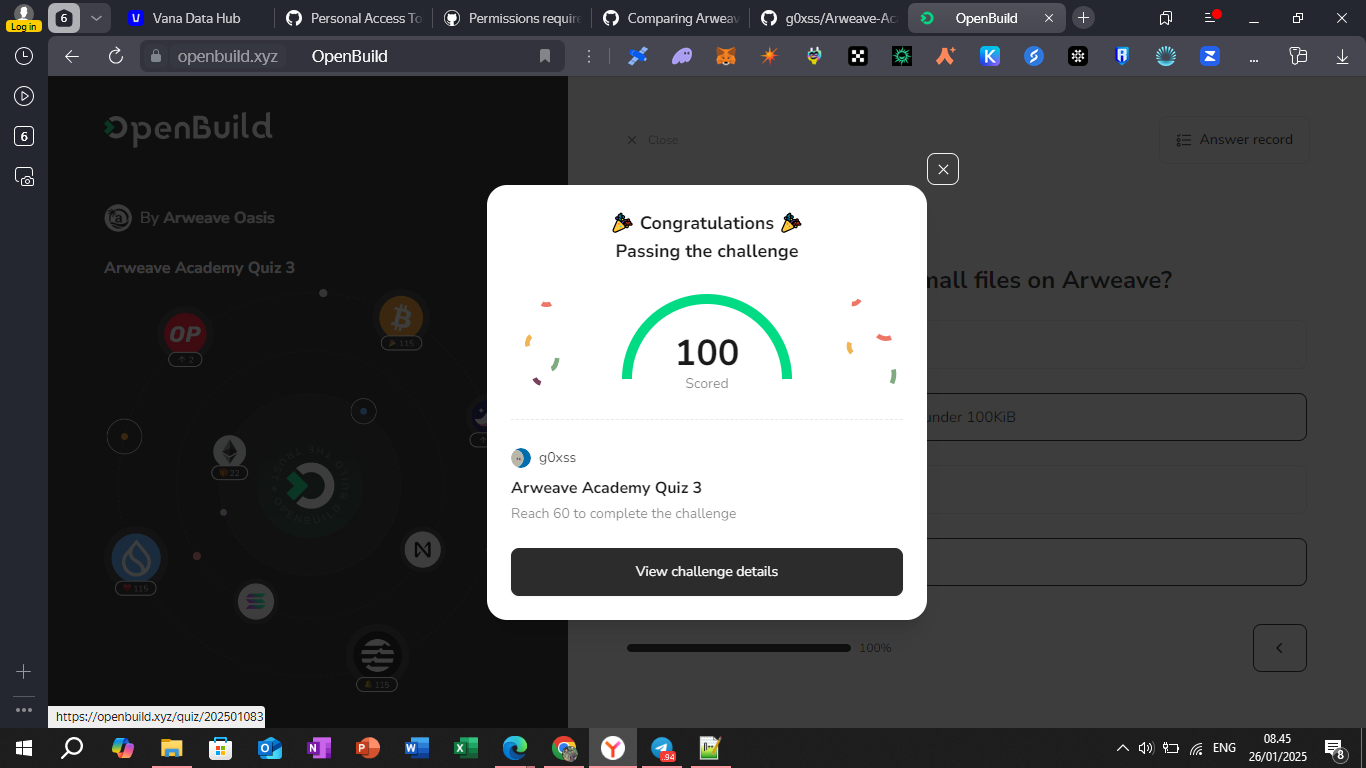 Log in
6
Vana Data Hub
Personal Access To
Permissions require
Comparing Arweav
g0xss/Arweave-Aca
OpenBuild
openbuild.xyz
OpenBuild
6
OpenBuild
By Arweave Oasis
Arweave Academy Quiz 3
OP
2
115
22
115
115
Close
Answer record
mall files on Arweave?
under 100KiB
100%
Congratulations
Passing the challenge
100
Scored
g0xss
Arweave Academy Quiz 3
Reach 60 to complete the challenge
View challenge details
https://openbuild.xyz/quiz/202501083
94
ENG
08.45
26/01/2025
8